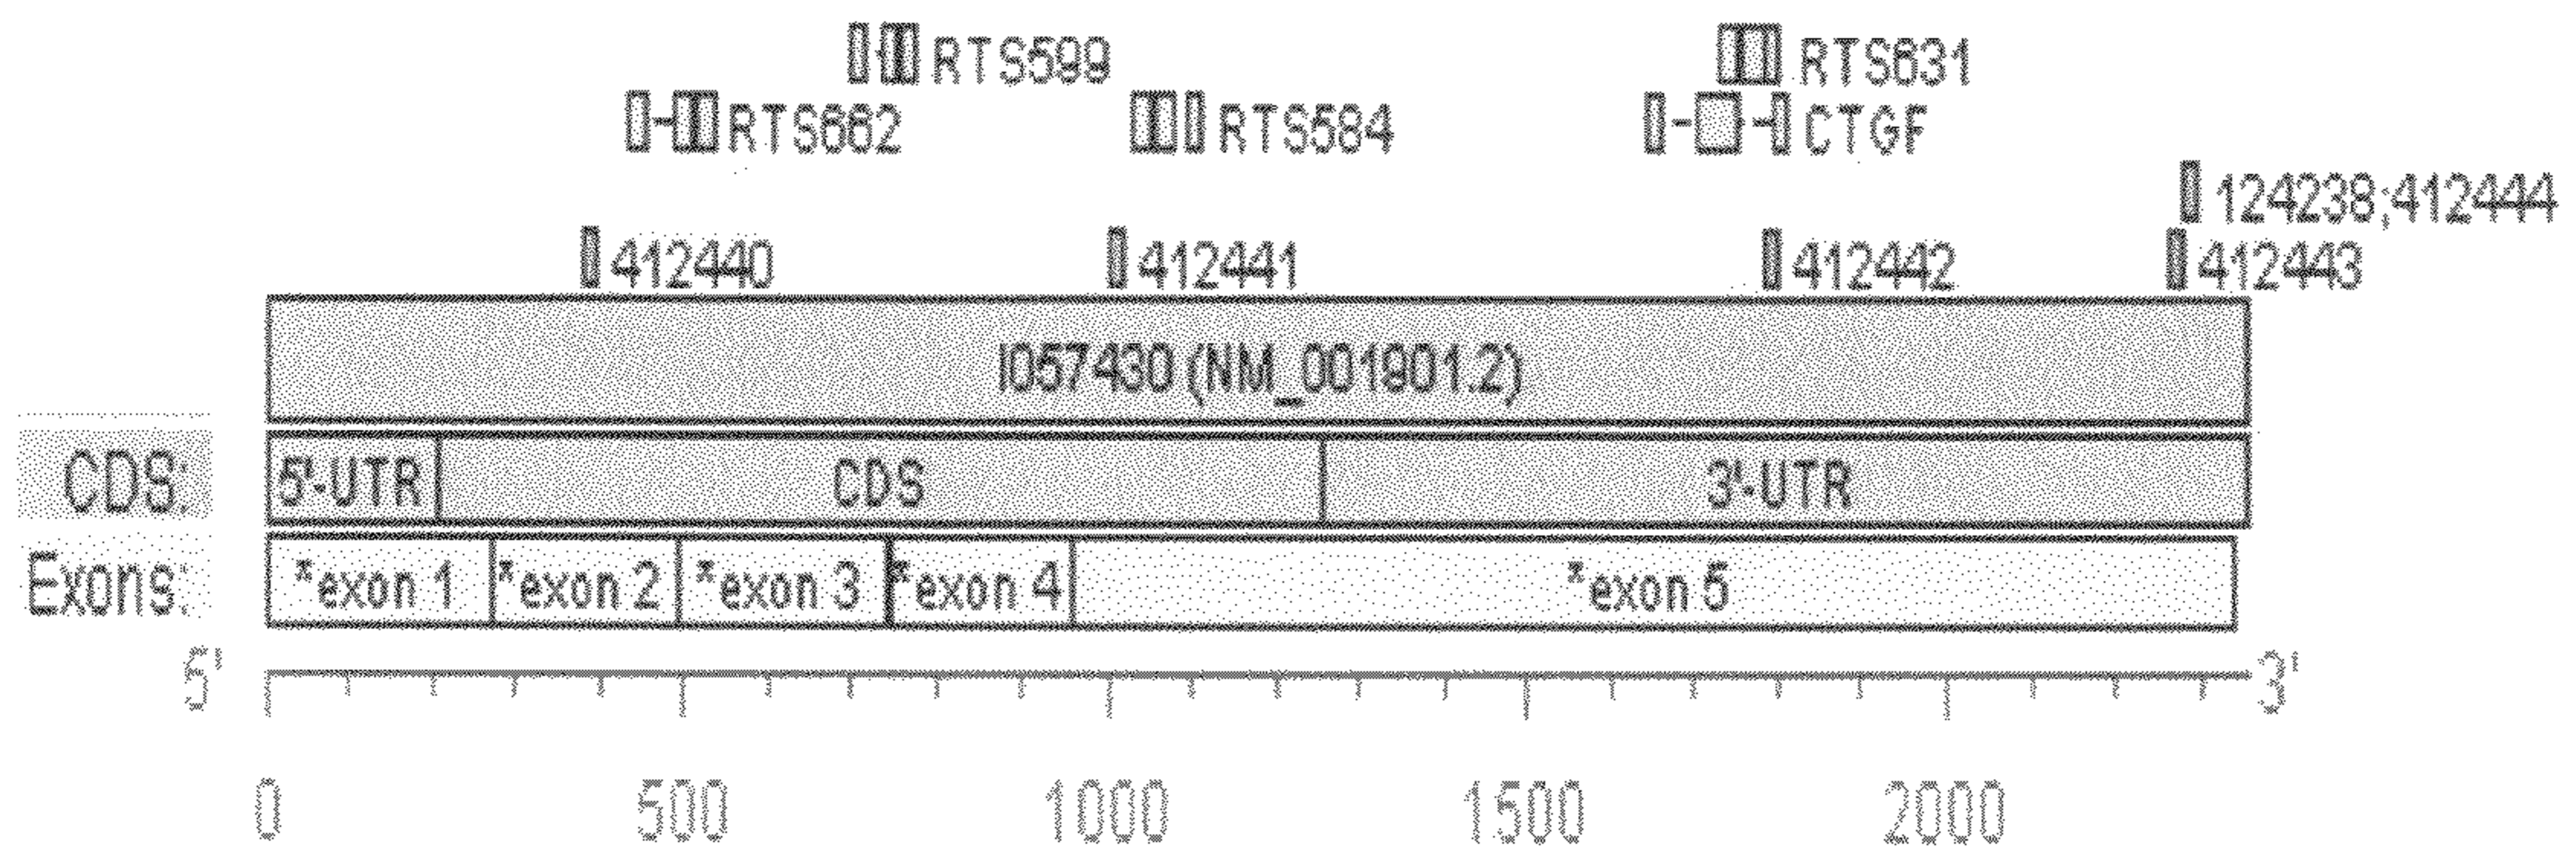 RTS599 RTS631
RTS662 RTS584 CTGF
124238;412444
412440 412441 412442 412443
I057430 (NM_001901.2)
CDS: 5'-UTR CDS 3'-UTR
Exons: *exon 1 *exon 2 *exon 3 *exon 4 *exon 5
5' 3'
0 500 1000 1500 2000